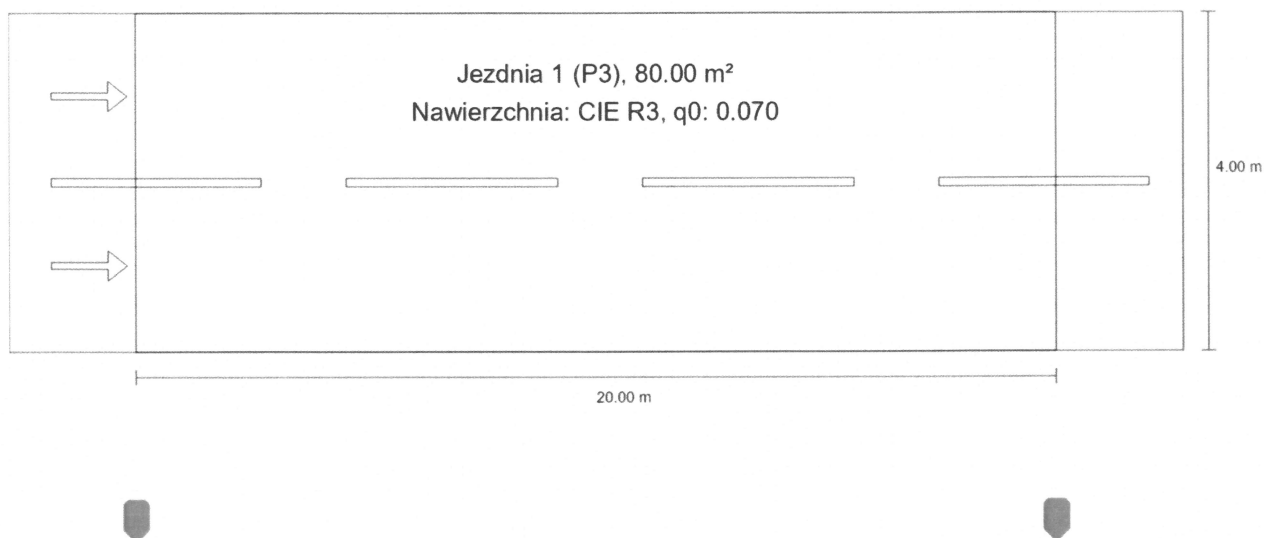 Jezdnia 1 (P3), 80.00 m²
Nawierzchnia: CIE R3, q0: 0.070
4.00 m
20.00 m